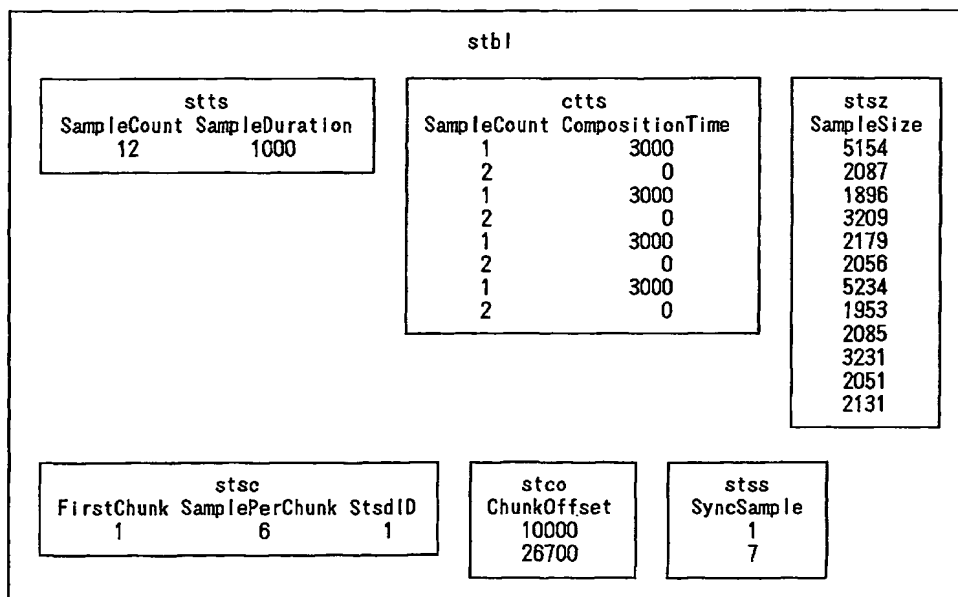 stbl
stts
SampleCount SampleDuration
12 1000
ctts
SampleCount CompositionTime
1 3000
2 0
1 3000
2 0
1 3000
2 0
1 3000
2 0
stsz
SampleSize
5154
2087
1896
3209
2179
2056
5234
1953
2085
3231
2051
2131
stsc
FirstChunk SamplePerChunk StsdID
1 6 1
stco
ChunkOffset
10000
26700
stss
SyncSample
1
7